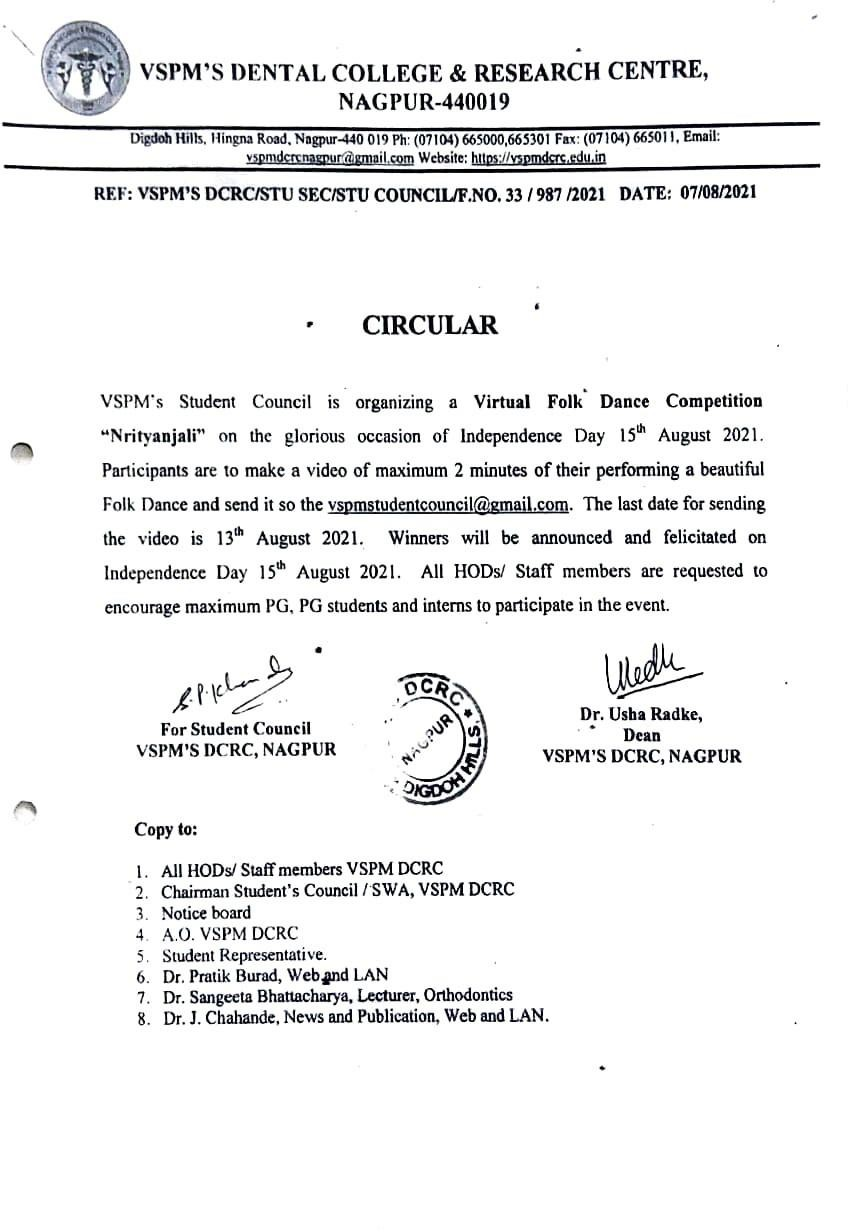 VSPM'S DENTAL COLLEGE & RESEARCH CENTRE,
NAGPUR-440019
Digdoh Hills, Hingna Road, Nagpur-440 019 Ph: (07104) 665000,665301 Fax: (07104) 665011, Email:
vspmdcrcnagpur@gmail.com Website: https://vspmdcrc.edu.in
REF: VSPM'S DCRC/STU SEC/STU COUNCIL/F.NO. 33 / 987 /2021 DATE: 07/08/2021
CIRCULAR
VSPM's Student Council is organizing a Virtual Folk Dance Competition
"Nrityanjali" on the glorious occasion of Independence Day 15th August 2021.
Participants are to make a video of maximum 2 minutes of their performing a beautiful
Folk Dance and send it so the vspmstudentcouncil@gmail.com. The last date for sending
the video is 13th August 2021. Winners will be announced and felicitated on
Independence Day 15th August 2021. All HODs/ Staff members are requested to
encourage maximum PG, PG students and interns to participate in the event.
For Student Council
VSPM'S DCRC, NAGPUR
DCRC * NAGPUR DIGDOH HILLS.
Dr. Usha Radke,
Dean
VSPM'S DCRC, NAGPUR
Copy to:
1. All HODs/ Staff members VSPM DCRC
2. Chairman Student's Council / SWA, VSPM DCRC
3. Notice board
4. A.O. VSPM DCRC
5. Student Representative.
6. Dr. Pratik Burad, Web and LAN
7. Dr. Sangeeta Bhattacharya, Lecturer, Orthodontics
8. Dr. J. Chahande, News and Publication, Web and LAN.